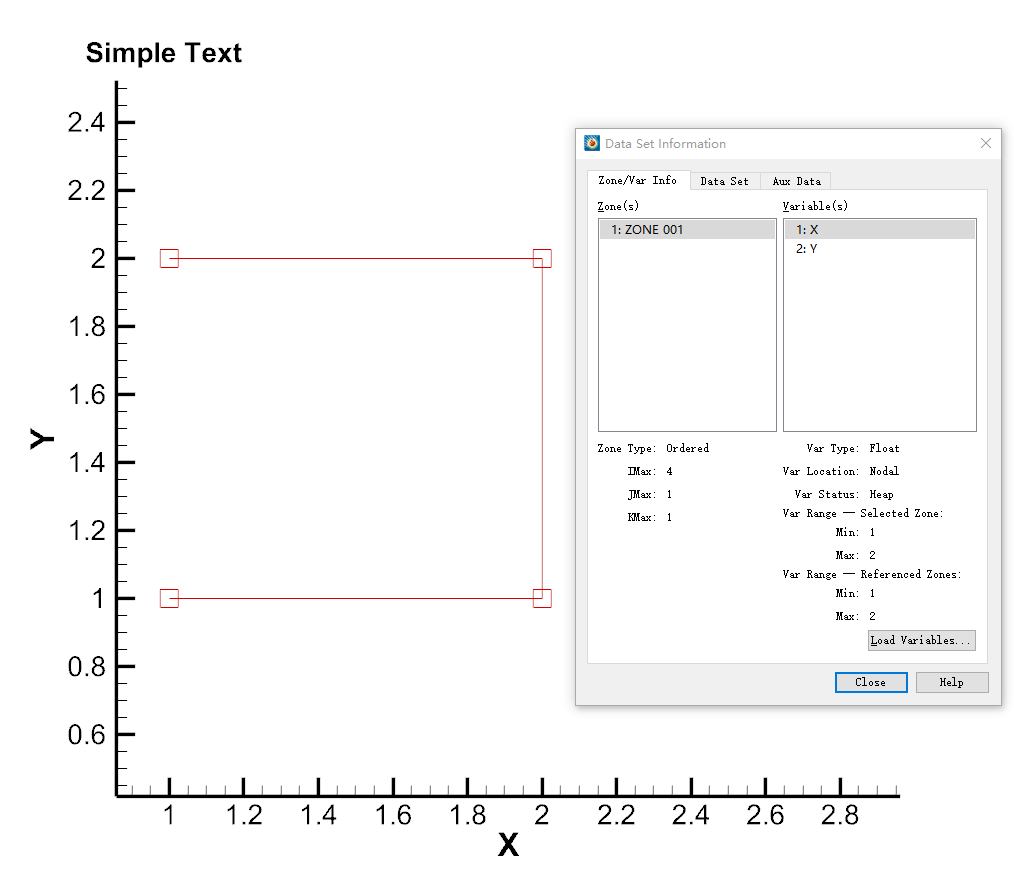 Simple Text
2.4
2.2
2
1.8
1.6
1.4
1.2
1
0.8
0.6
Y
1 1.2 1.4 1.6 1.8 2 2.2 2.4 2.6 2.8
X
Data Set Information
Zone/Var Info Data Set Aux Data
Zone(s) Variable(s)
1: ZONE 001 1: X
2: Y
Zone Type: Ordered Var Type: Float
IMax: 4 Var Location: Nodal
JMax: 1 Var Status: Heap
Var Range — Selected Zone:
KMax: 1
Min: 1
Max: 2
Var Range — Referenced Zones:
Min: 1
Max: 2
Load Variables...
Close Help